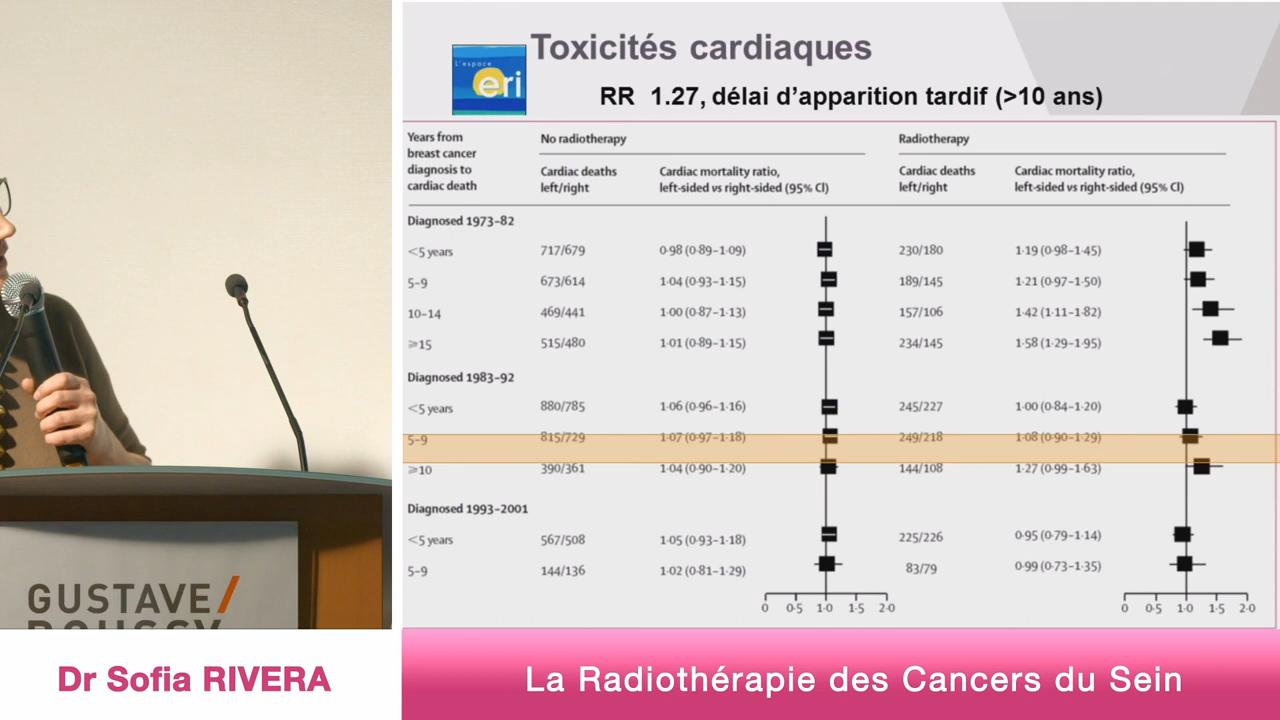 Toxicités cardiaques
L'espace
eri
RR 1.27, délai d'apparition tardif (>10 ans)
Years from
breast cancer
diagnosis to
cardiac death
No radiotherapy
Radiotherapy
Cardiac deaths
left/right
Cardiac mortality ratio,
left-sided vs right-sided (95% CI)
Cardiac deaths
left/right
Cardiac mortality ratio,
left-sided vs right-sided (95% CI)
Diagnosed 1973–82
<5 years 717/679 0·98 (0·89–1·09) 230/180 1·19 (0·98–1·45)
5–9 673/614 1·04 (0·93–1·15) 189/145 1·21 (0·97–1·50)
10–14 469/441 1·00 (0·87–1·13) 157/106 1·42 (1·11–1·82)
⩾15 515/480 1·01 (0·89–1·15) 234/145 1·58 (1·29–1·95)
Diagnosed 1983–92
<5 years 880/785 1·06 (0·96–1·16) 245/227 1·00 (0·84–1·20)
5–9 815/729 1·07 (0·97–1·18) 249/218 1·08 (0·90–1·29)
⩾10 390/361 1·04 (0·90–1·20) 144/108 1·27 (0·99–1·63)
Diagnosed 1993–2001
<5 years 567/508 1·05 (0·93–1·18) 225/226 0·95 (0·79–1·14)
5–9 144/136 1·02 (0·81–1·29) 83/79 0·99 (0·73–1·35)
0 0·5 1·0 1·5 2·0 0 0·5 1·0 1·5 2·0
GUSTAVE/
ROUSSY
Dr Sofia RIVERA
La Radiothérapie des Cancers du Sein